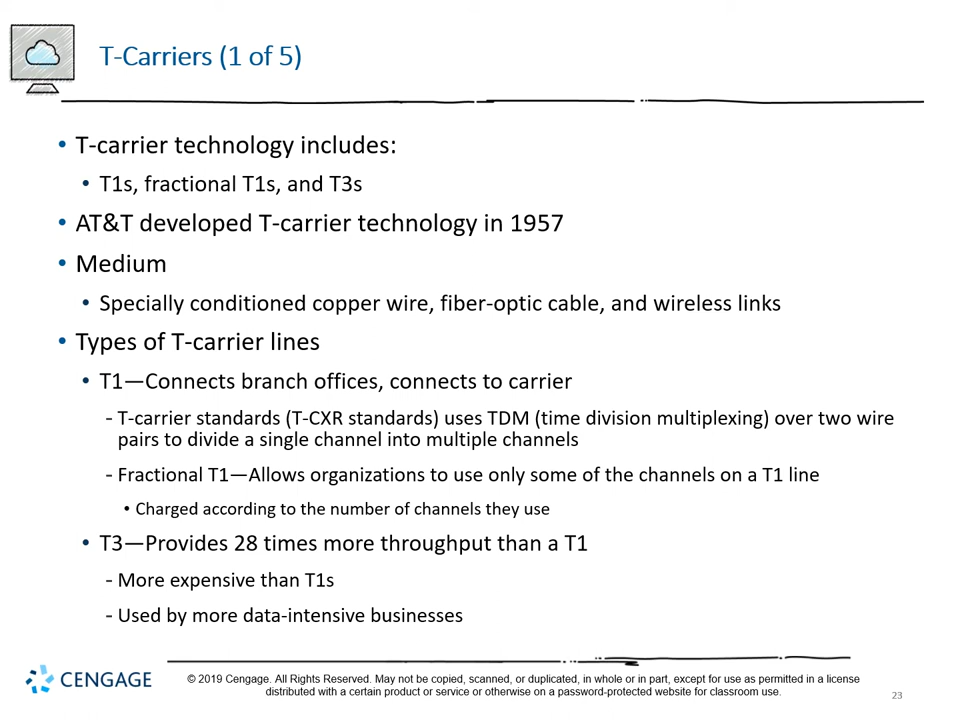 T-Carriers (1 of 5)
• T-carrier technology includes:
• T1s, fractional T1s, and T3s
• AT&T developed T-carrier technology in 1957
• Medium
• Specially conditioned copper wire, fiber-optic cable, and wireless links
• Types of T-carrier lines
• T1—Connects branch offices, connects to carrier
- T-carrier standards (T-CXR standards) uses TDM (time division multiplexing) over two wire
pairs to divide a single channel into multiple channels
- Fractional T1—Allows organizations to use only some of the channels on a T1 line
• Charged according to the number of channels they use
• T3—Provides 28 times more throughput than a T1
- More expensive than T1s
- Used by more data-intensive businesses
CENGAGE
© 2019 Cengage. All Rights Reserved. May not be copied, scanned, or duplicated, in whole or in part, except for use as permitted in a license
distributed with a certain product or service or otherwise on a password-protected website for classroom use.
23